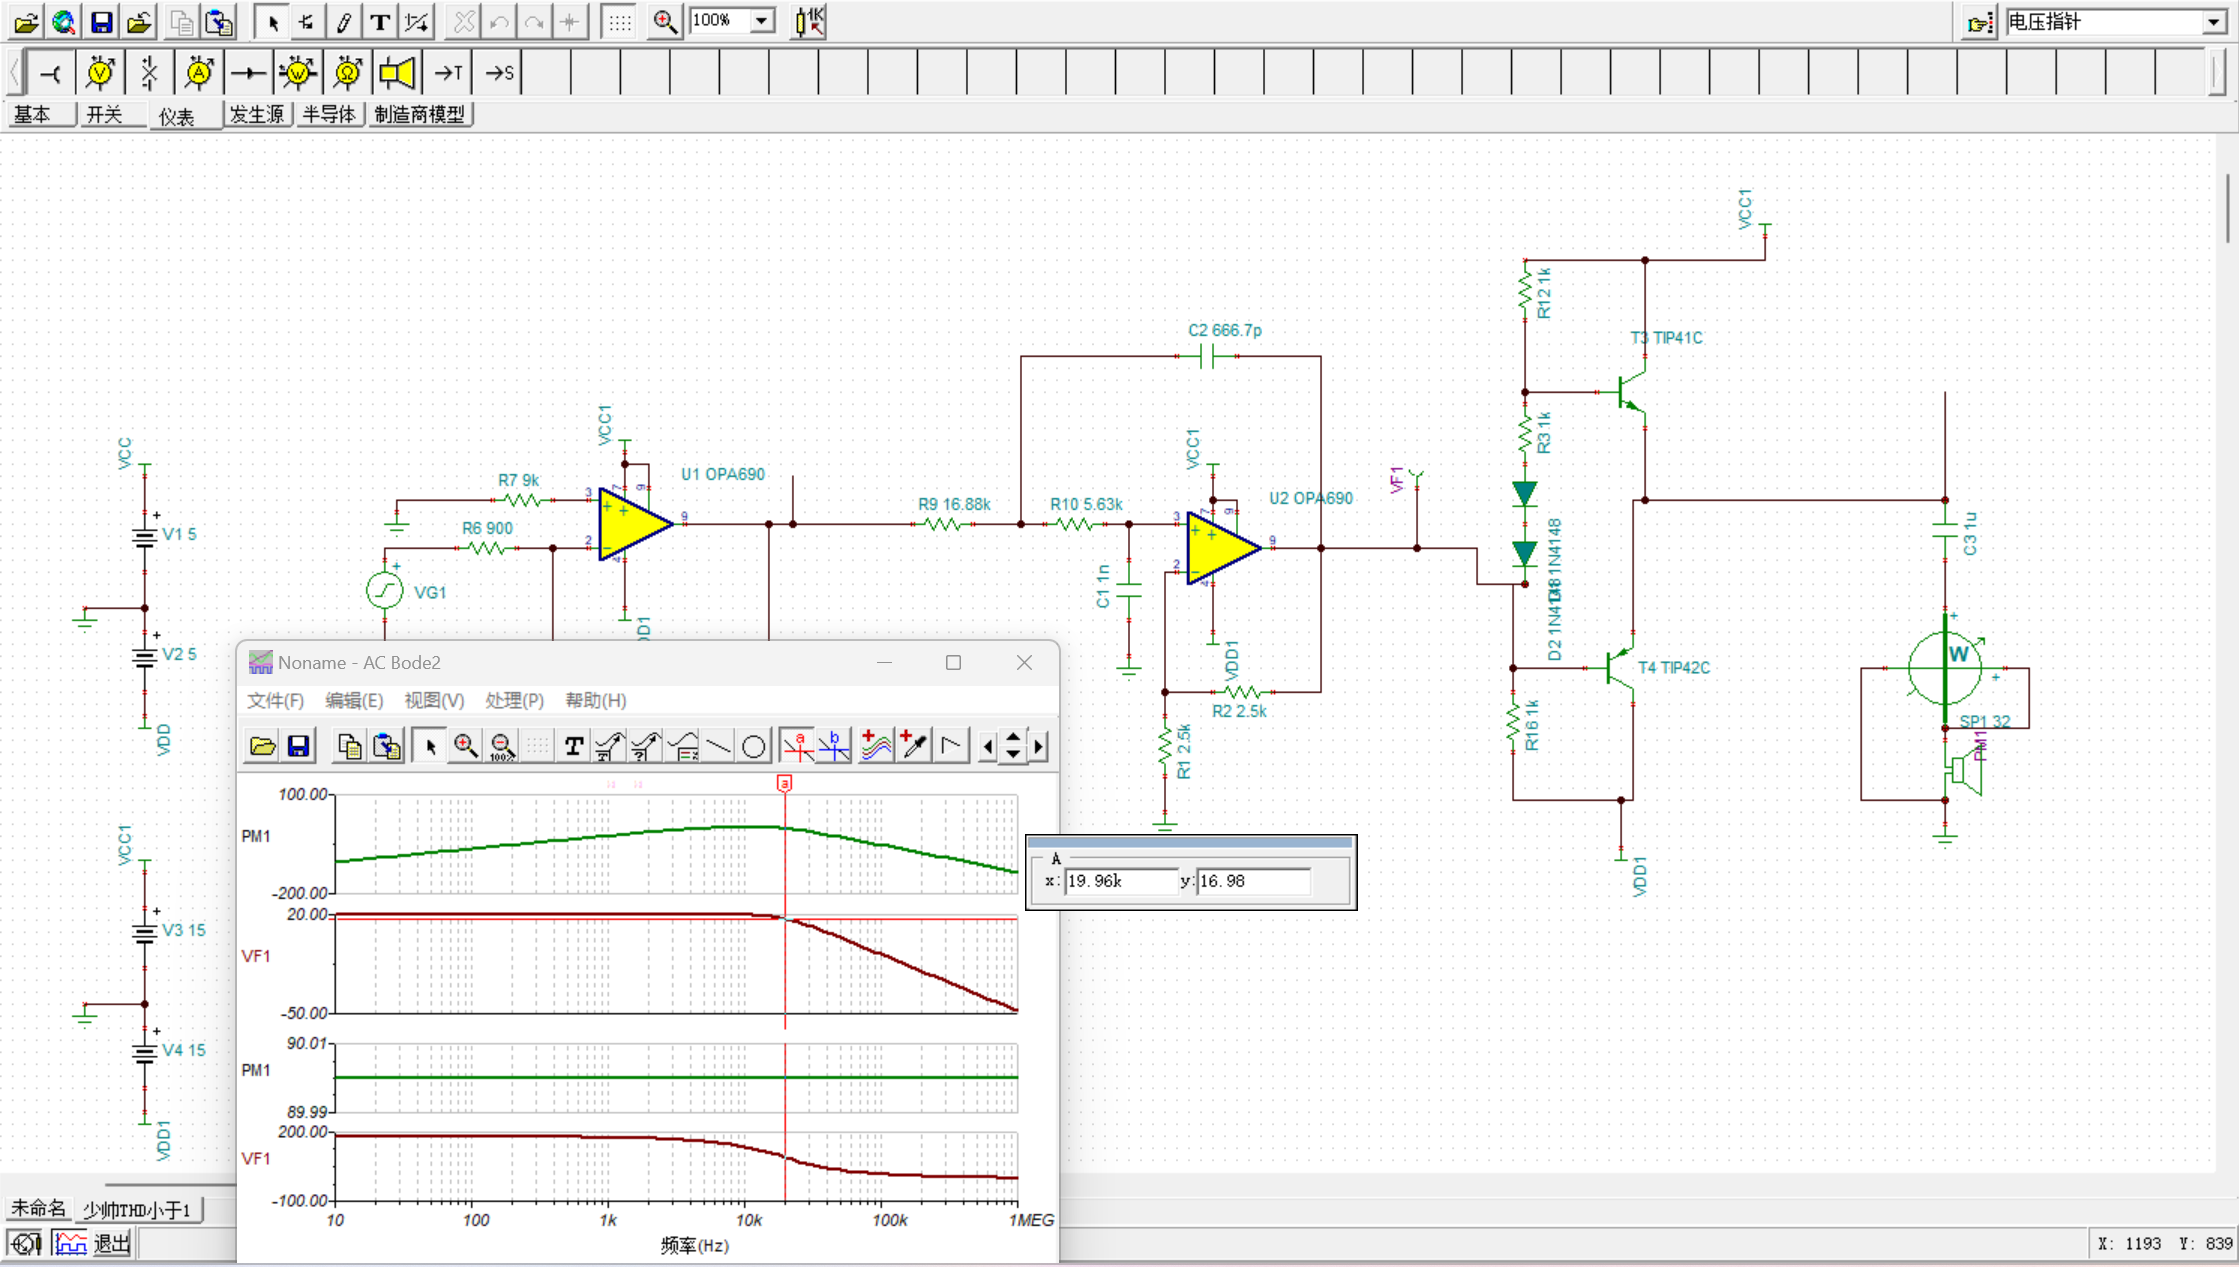 100%
1K
电压指针
→T
→S
基本 开关 仪表 发生源 半导体 制造商模型
VCC1
R12 1k
C2 666.7p
T3 TIP41C
VCC1
R3 1k
VCC
VCC1
R7 9k
U1 OPA690
VF1
U2 OPA690
R9 16.88k
R10 5.63k
R6 900
V1 5
C3 1u
VG1
C1 1n
D2 1N4148
V2 5
VDD1
W
T4 TIP42C
VDD
R2 2.5k
R1 2.5k
R16 1k
SP1 32
PM1
VDD1
VCC1
V3 15
V4 15
VDD1
Noname - AC Bode2
文件(F) 编辑(E) 视图(V) 处理(P) 帮助(H)
a
100.00
PM1
-200.00
20.00
VF1
-50.00
90.01
PM1
89.99
200.00
VF1
-100.00
10 100 1k 10k 100k 1MEG
频率(Hz)
A
x: 19.96k y: 16.98
未命名 少帅THD小于1
退出
X: 1193 Y: 839